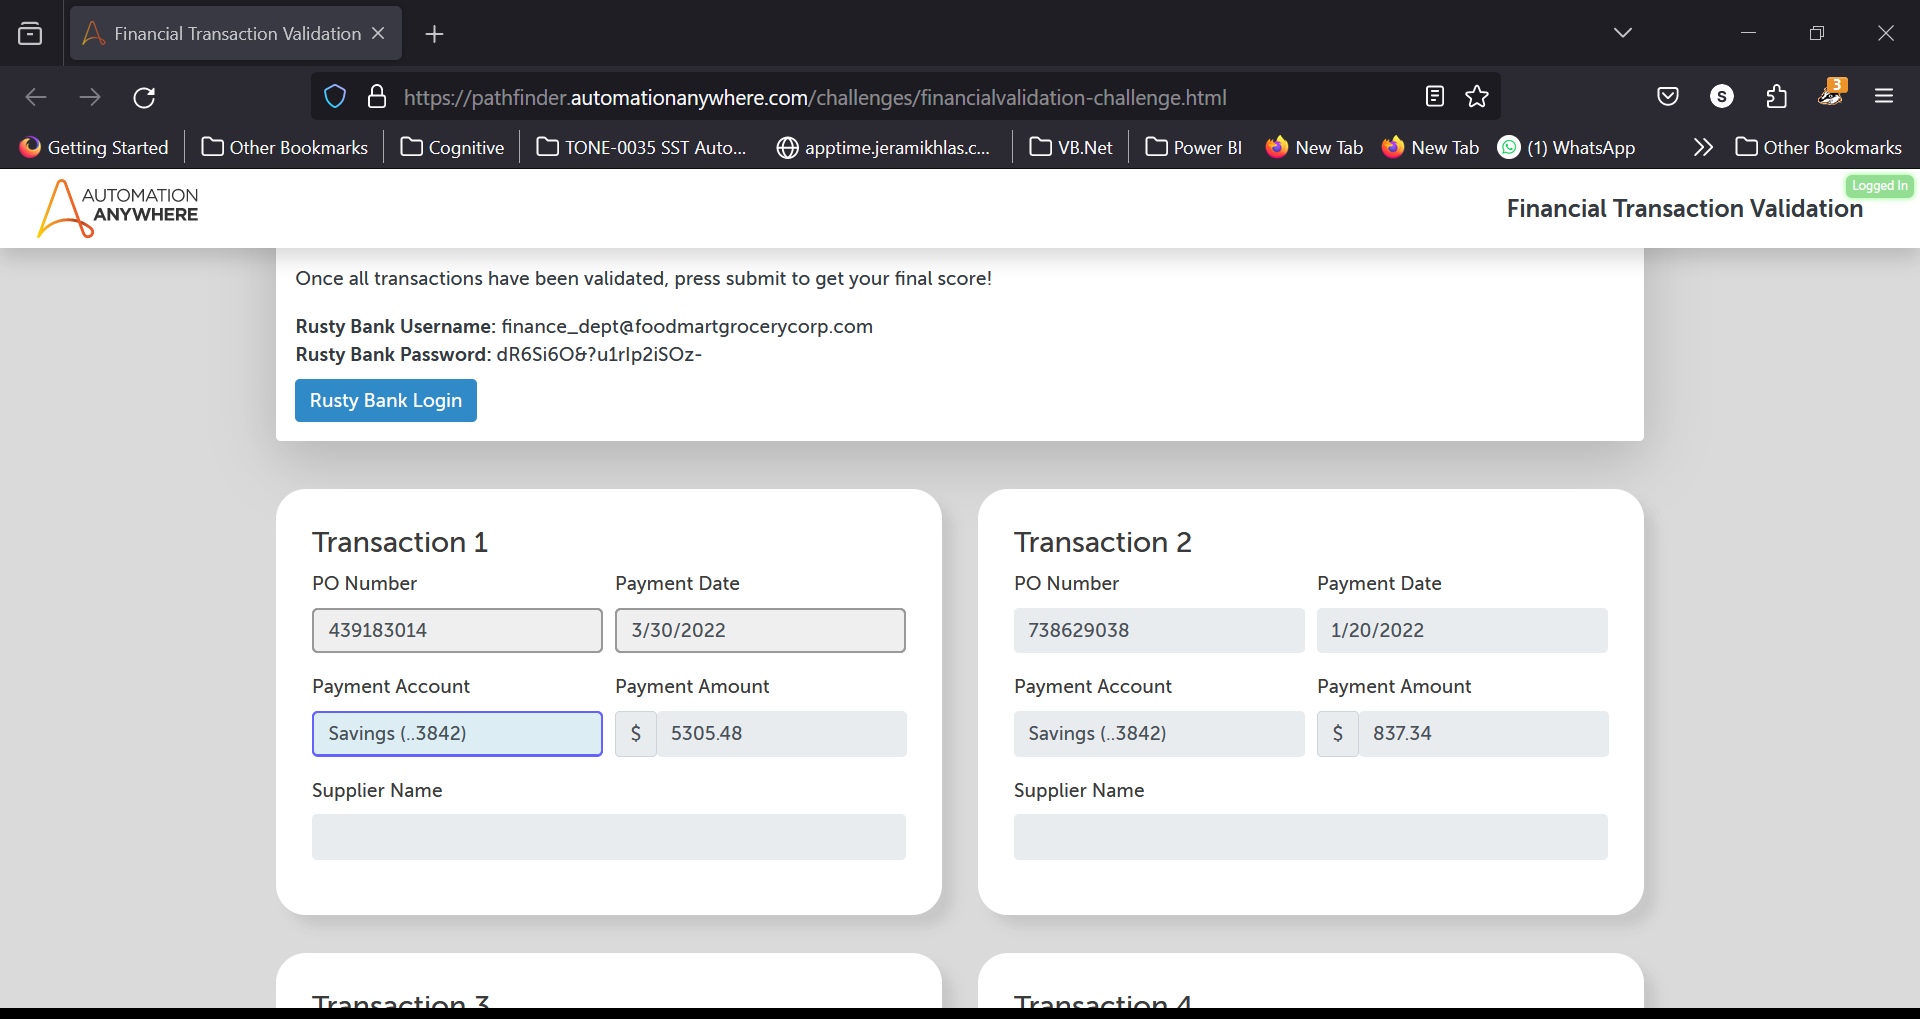 Financial Transaction Validation
https://pathfinder.automationanywhere.com/challenges/financialvalidation-challenge.html
S
3
Getting Started
Other Bookmarks
Cognitive
TONE-0035 SST Auto...
apptime.jeramikhlas.c...
VB.Net
Power BI
New Tab
New Tab
(1) WhatsApp
Other Bookmarks
AUTOMATION
ANYWHERE
Logged In
Financial Transaction Validation
Once all transactions have been validated, press submit to get your final score!
Rusty Bank Username: finance_dept@foodmartgrocerycorp.com
Rusty Bank Password: dR6Si6O&?u1rIp2iSOz-
Rusty Bank Login
Transaction 1
PO Number Payment Date
439183014 3/30/2022
Payment Account Payment Amount
Savings (..3842) $ 5305.48
Supplier Name
Transaction 2
PO Number Payment Date
738629038 1/20/2022
Payment Account Payment Amount
Savings (..3842) $ 837.34
Supplier Name
Transaction 3
Transaction 4